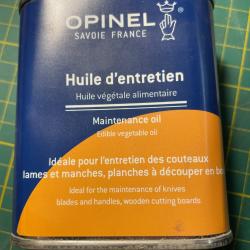 OPINEL
SAVOIE FRANCE
Huile d'entretien
Huile végétale alimentaire
Maintenance oil
Edible vegetable oil
Idéale pour l'entretien des couteaux
lames et manches, planches à découper en bo
Ideal for the maintenance of knives
blades and handles, wooden cutting boards